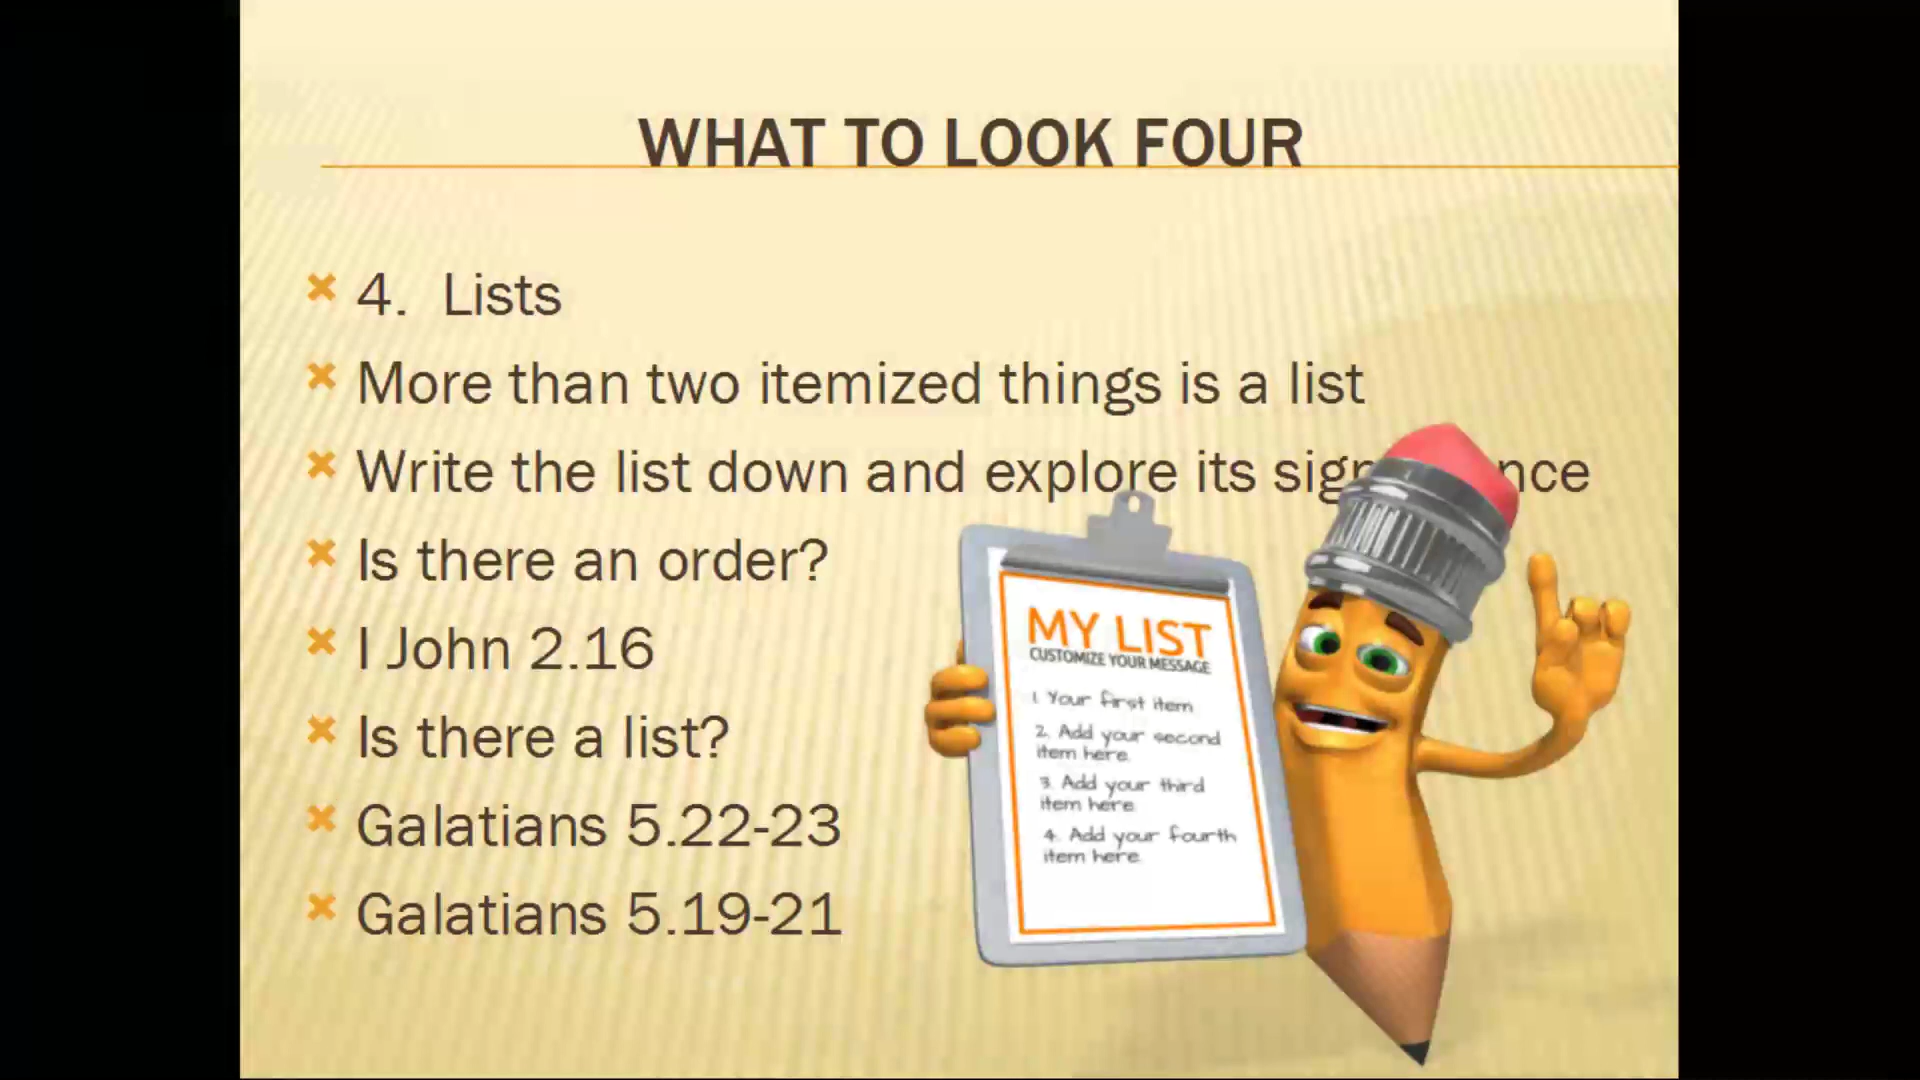 WHAT TO LOOK FOUR
4. Lists
More than two itemized things is a list
Write the list down and explore its
Is there an order?
I John 2.16
Is there a list?
Galatians 5.22-23
Galatians 5.19-21
MY LIST
CUSTOMIZE YOUR MESSAGE
1. Your first item
2. Add your second
item here.
3. Add your third
item here
4. Add your fourth
item here.